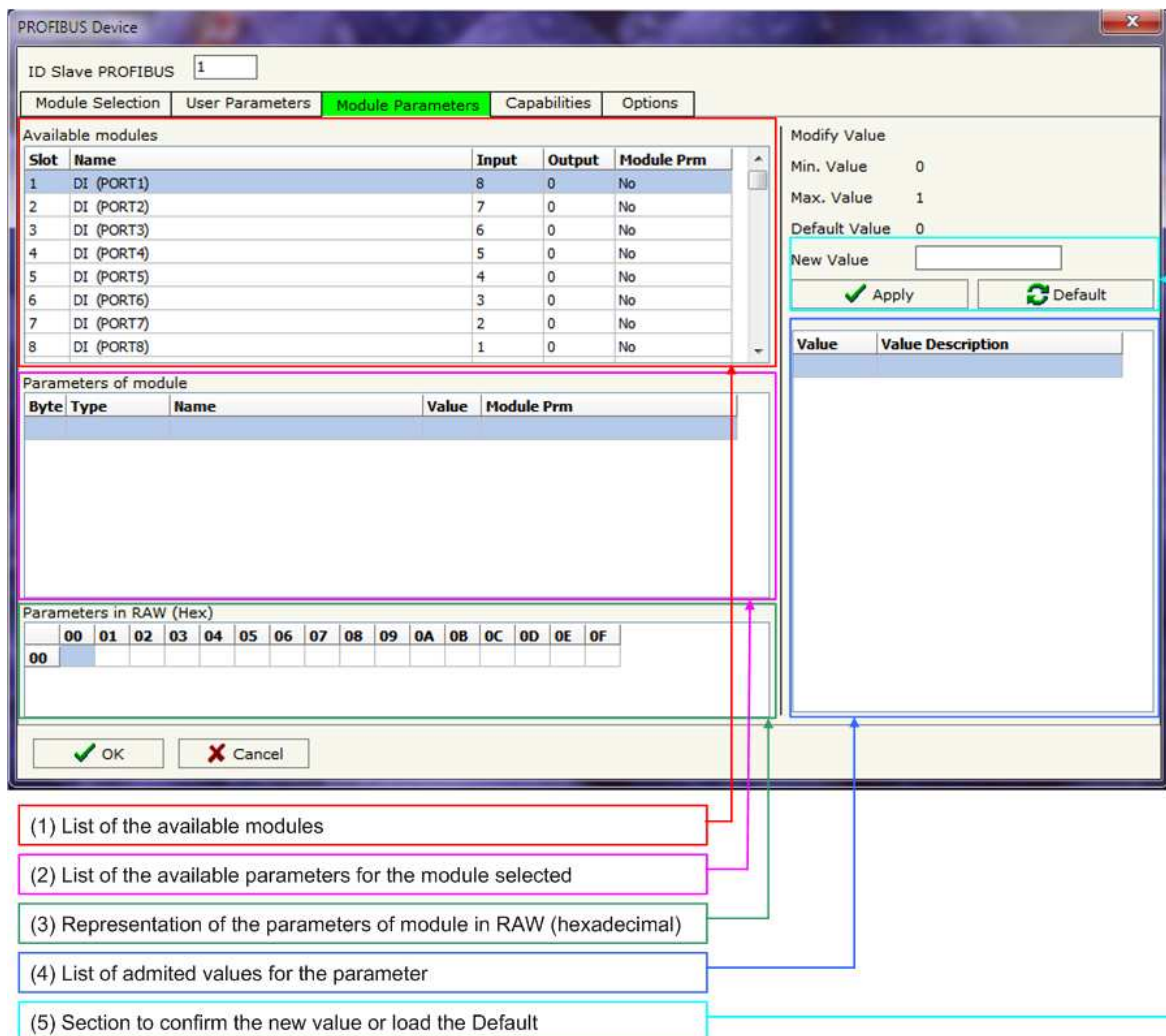 PROFIBUS Device
ID Slave PROFIBUS 1
Module Selection User Parameters Module Parameters Capabilities Options
Available modules
Slot Name Input Output Module Prm
1 DI (PORT1) 8 0 No
2 DI (PORT2) 7 0 No
3 DI (PORT3) 6 0 No
4 DI (PORT4) 5 0 No
5 DI (PORT5) 4 0 No
6 DI (PORT6) 3 0 No
7 DI (PORT7) 2 0 No
8 DI (PORT8) 1 0 No
Modify Value
Min. Value 0
Max. Value 1
Default Value 0
New Value
Apply Default
Value Value Description
Parameters of module
Byte Type Name Value Module Prm
Parameters in RAW (Hex)
00 01 02 03 04 05 06 07 08 09 0A 0B 0C 0D 0E 0F
00
OK Cancel
(1) List of the available modules
(2) List of the available parameters for the module selected
(3) Representation of the parameters of module in RAW (hexadecimal)
(4) List of admited values for the parameter
(5) Section to confirm the new value or load the Default